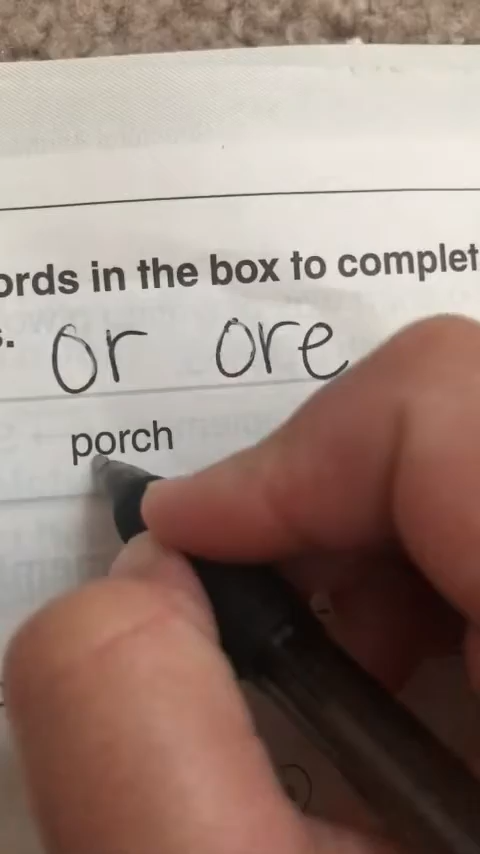 ords in the box to complet
s. or ore
porch